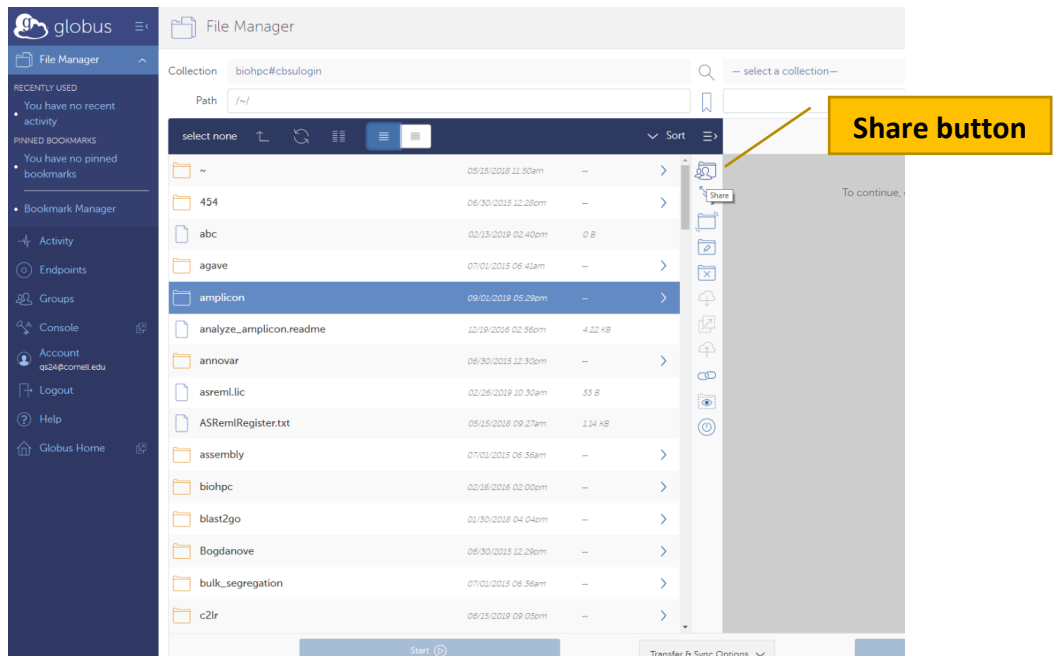 globus
File Manager
RECENTLY USED
You have no recent
activity
PINNED BOOKMARKS
You have no pinned
bookmarks
Bookmark Manager
Activity
Endpoints
Groups
Console
Account
qs24@cornell.edu
Logout
Help
Globus Home
File Manager
Collection biohpc#cbsulogin
— select a collection—
Path /~/
select none
Sort
Share button
~ 05/15/2018 11:50am —
Share
To continue,
454 06/30/2015 12:28pm —
abc 02/13/2019 02:40pm 0 B
agave 07/01/2015 06:41am —
amplicon 09/01/2019 05:29pm —
analyze_amplicon.readme 12/19/2016 02:56pm 4.22 KB
annovar 06/30/2015 12:30pm —
asreml.lic 02/26/2019 10:30am 53 B
ASRemlRegister.txt 05/15/2018 09:27am 1.14 KB
assembly 07/01/2015 06:36am —
biohpc 02/16/2016 02:00pm —
blast2go 01/30/2018 04:04pm —
Bogdanove 06/30/2015 12:29pm —
bulk_segregation 07/01/2015 06:36am —
c2lr 06/15/2019 09:05pm —
Start
Transfer & Sync Options